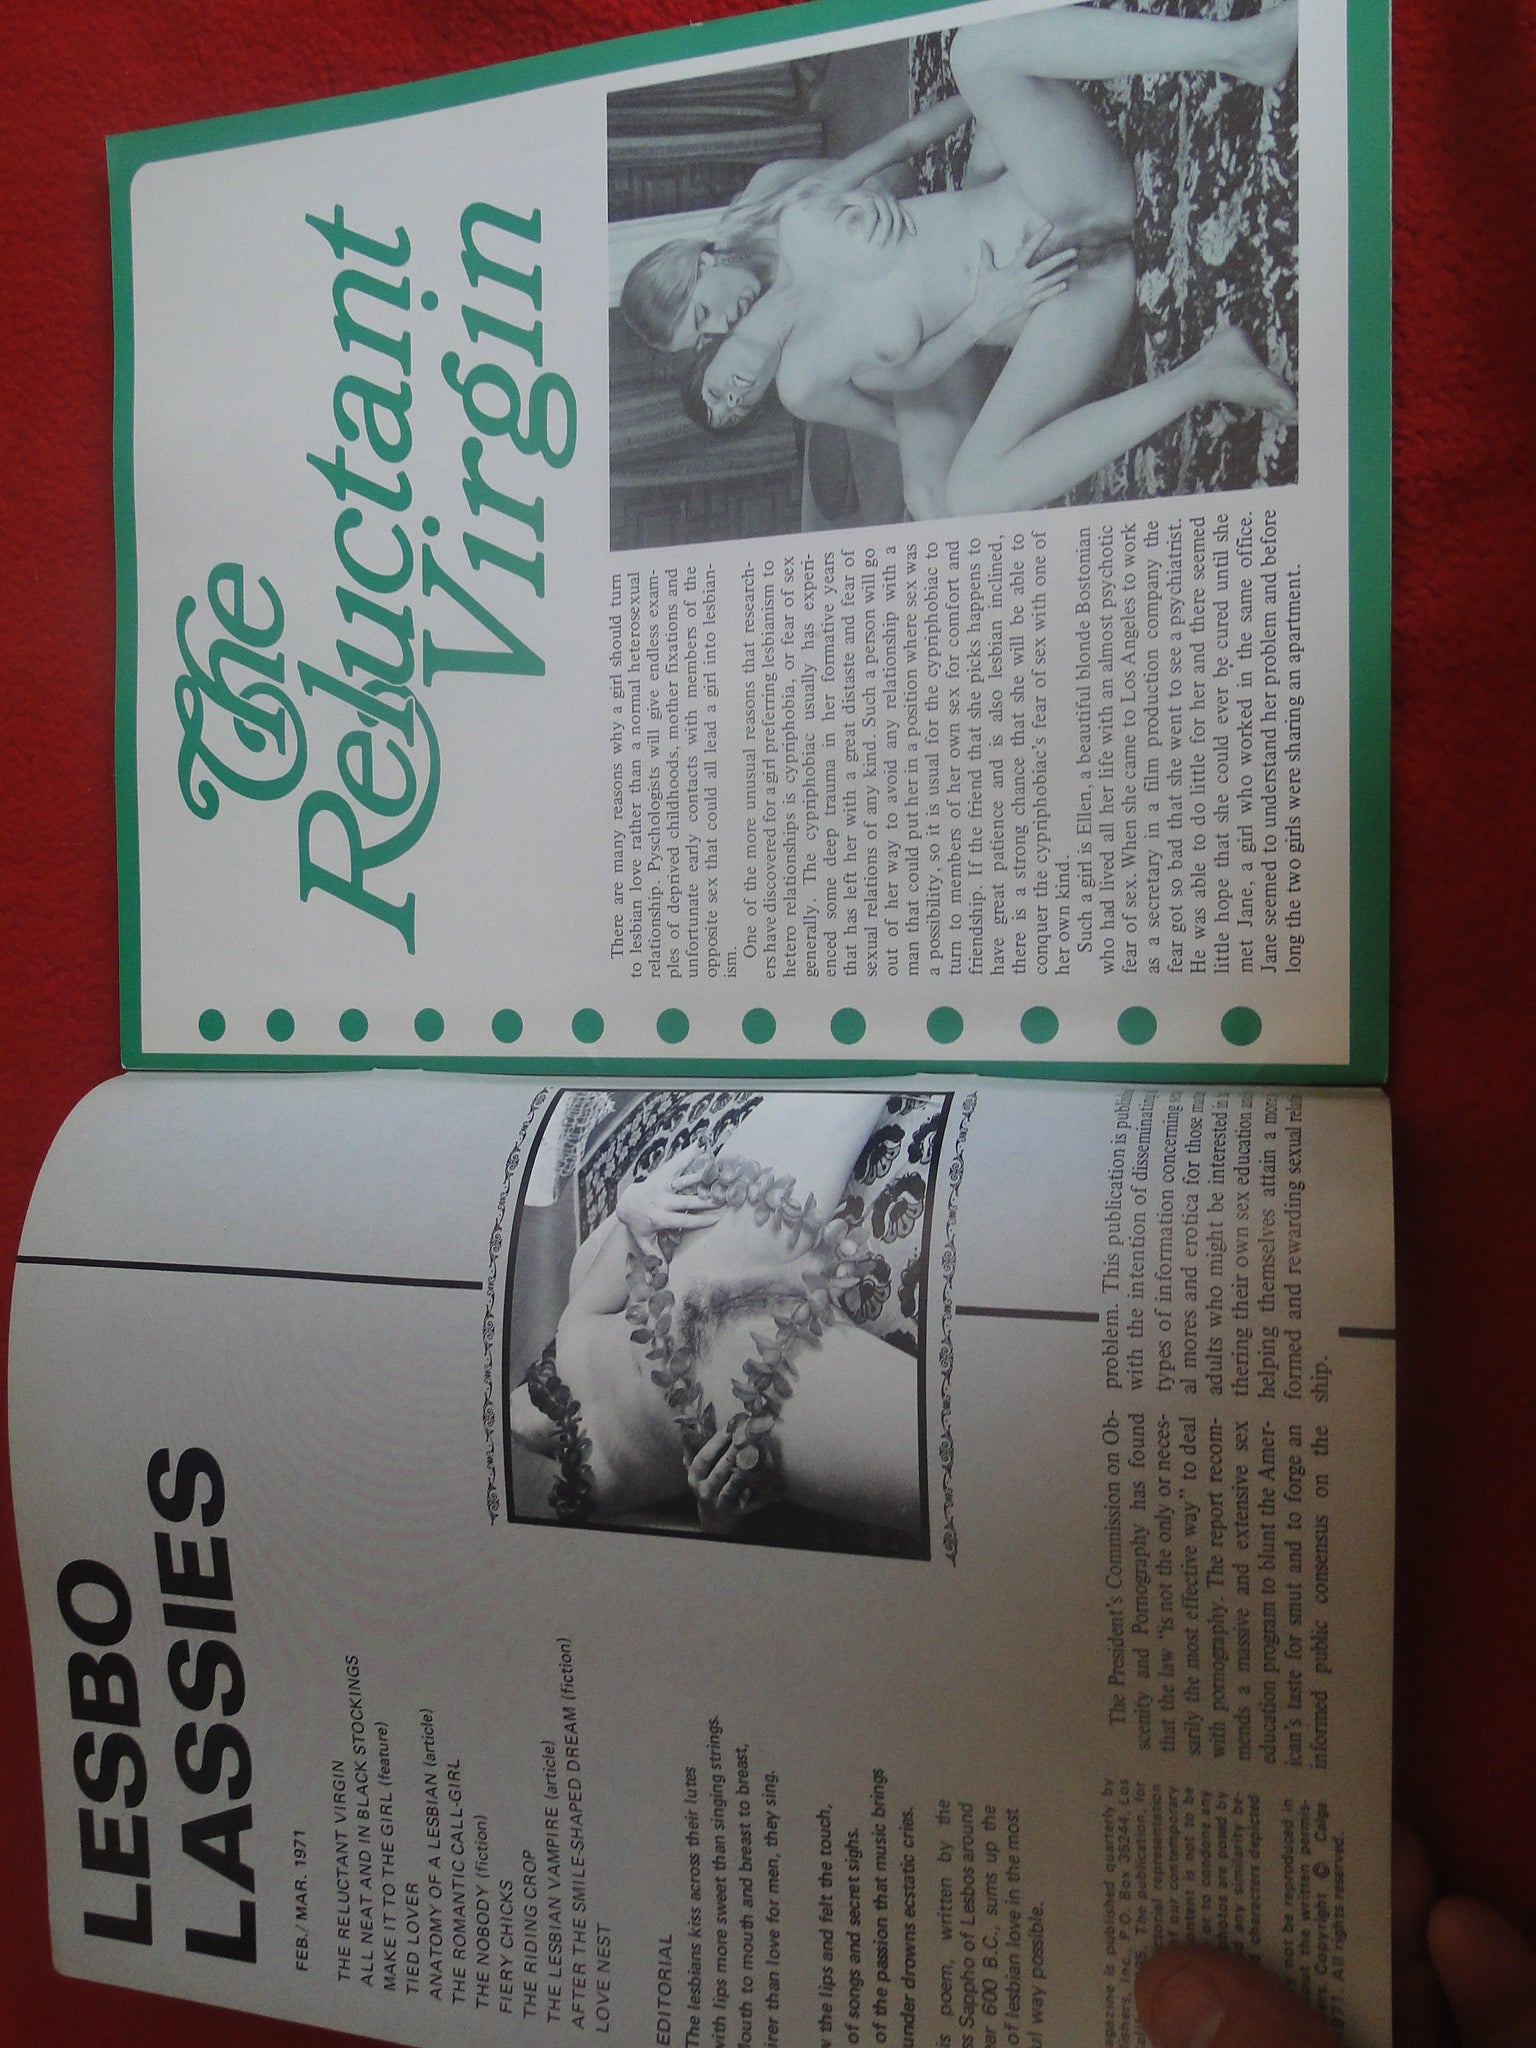 LESBO
LASSIES
FEB./ MAR. 1971
THE RELUCTANT VIRGIN
ALL NEAT AND IN BLACK STOCKINGS
MAKE IT TO THE GIRL (feature)
TIED LOVER
ANATOMY OF A LESBIAN (article)
THE ROMANTIC CALL-GIRL
THE NOBODY (fiction)
FIERY CHICKS
THE RIDING CROP
THE LESBIAN VAMPIRE (article)
AFTER THE SMILE-SHAPED DREAM (fiction)
LOVE NEST
EDITORIAL
The lesbians kiss across their lutes
with lips more sweet than singing strings.
mouth to mouth and breast to breast,
than love for men, they sing.
the lips and felt the touch,
of songs and secret sighs.
of the passion that music brings
under drowns ecstatic cries.
poem, written by the
Sappho of Lesbos around
600 B.C., sums up the
of lesbian love in the most
way possible.
is published quarterly by
Inc., P. O. Box 35244, Los
The publication, for
representation
of our contemporary
content is not to be
or to condone any
photos are posed by
any similarity be-
characters depicted
not be reproduced in
the written permis-
Copyright © Calga
1971. All rights reserved.
The President's Commission on Ob-
scenity and Pornography has found
that the law "is not the only or neces-
sarily the most effective way" to deal
with pornography. The report recom-
mends a massive and extensive sex
education program to blunt the Amer-
ican's taste for smut and to forge an
informed public consensus on the
problem. This publication is
with the intention of disseminating
types of information concerning
al mores and erotica for those
adults who might be interested in
thering their own sex education
helping themselves attain a more
formed and rewarding sexual
ship.
The
Reluctant
Virgin
There are many reasons why a girl should turn
to lesbian love rather than a normal heterosexual
relationship. Pyschologists will give endless exam-
ples of deprived childhoods, mother fixations and
unfortunate early contacts with members of the
opposite sex that could all lead a girl into lesbian-
ism.
One of the more unusual reasons that research-
ers have discovered for a girl preferring lesbianism to
hetero relationships is cypriphobia, or fear of sex
generally. The cypriphobiac usually has experi-
enced some deep trauma in her formative years
that has left her with a great distaste and fear of
sexual relations of any kind. Such a person will go
out of her way to avoid any relationship with a
man that could put her in a position where sex was
a possibility, so it is usual for the cypriphobiac to
turn to members of her own sex for comfort and
friendship. If the friend that she picks happens to
have great patience and is also lesbian inclined,
there is a strong chance that she will be able to
conquer the cypriphobiac's fear of sex with one of
her own kind.
Such a girl is Ellen, a beautiful blonde Bostonian
who had lived all her life with an almost psychotic
fear of sex. When she came to Los Angeles to work
as a secretary in a film production company the
fear got so bad that she went to see a psychiatrist.
He was able to do little for her and there seemed
little hope that she could ever be cured until she
met Jane, a girl who worked in the same office.
Jane seemed to understand her problem and before
long the two girls were sharing an apartment.